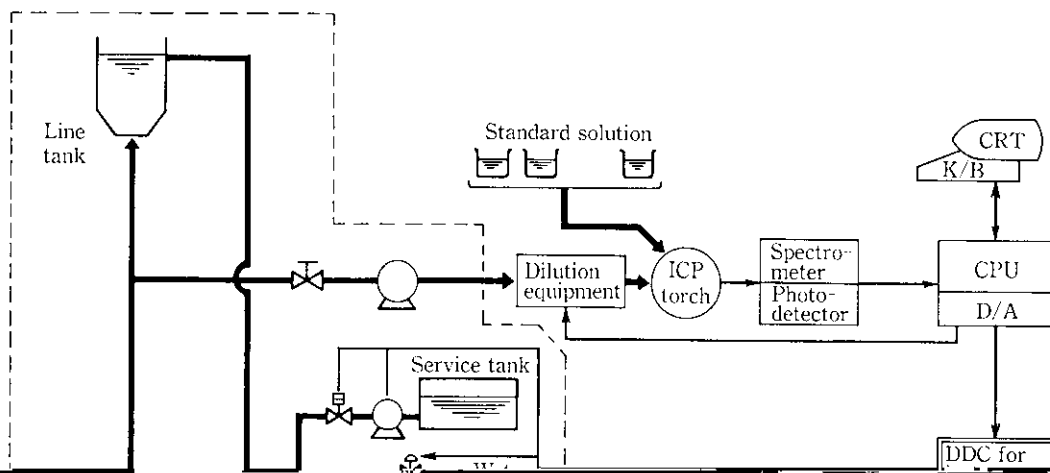 Line
tank
Standard solution
CRT
K/B
Dilution
equipment
ICP
torch
Spectro-
meter
Photo-
detector
CPU
D/A
Service tank
DDC for